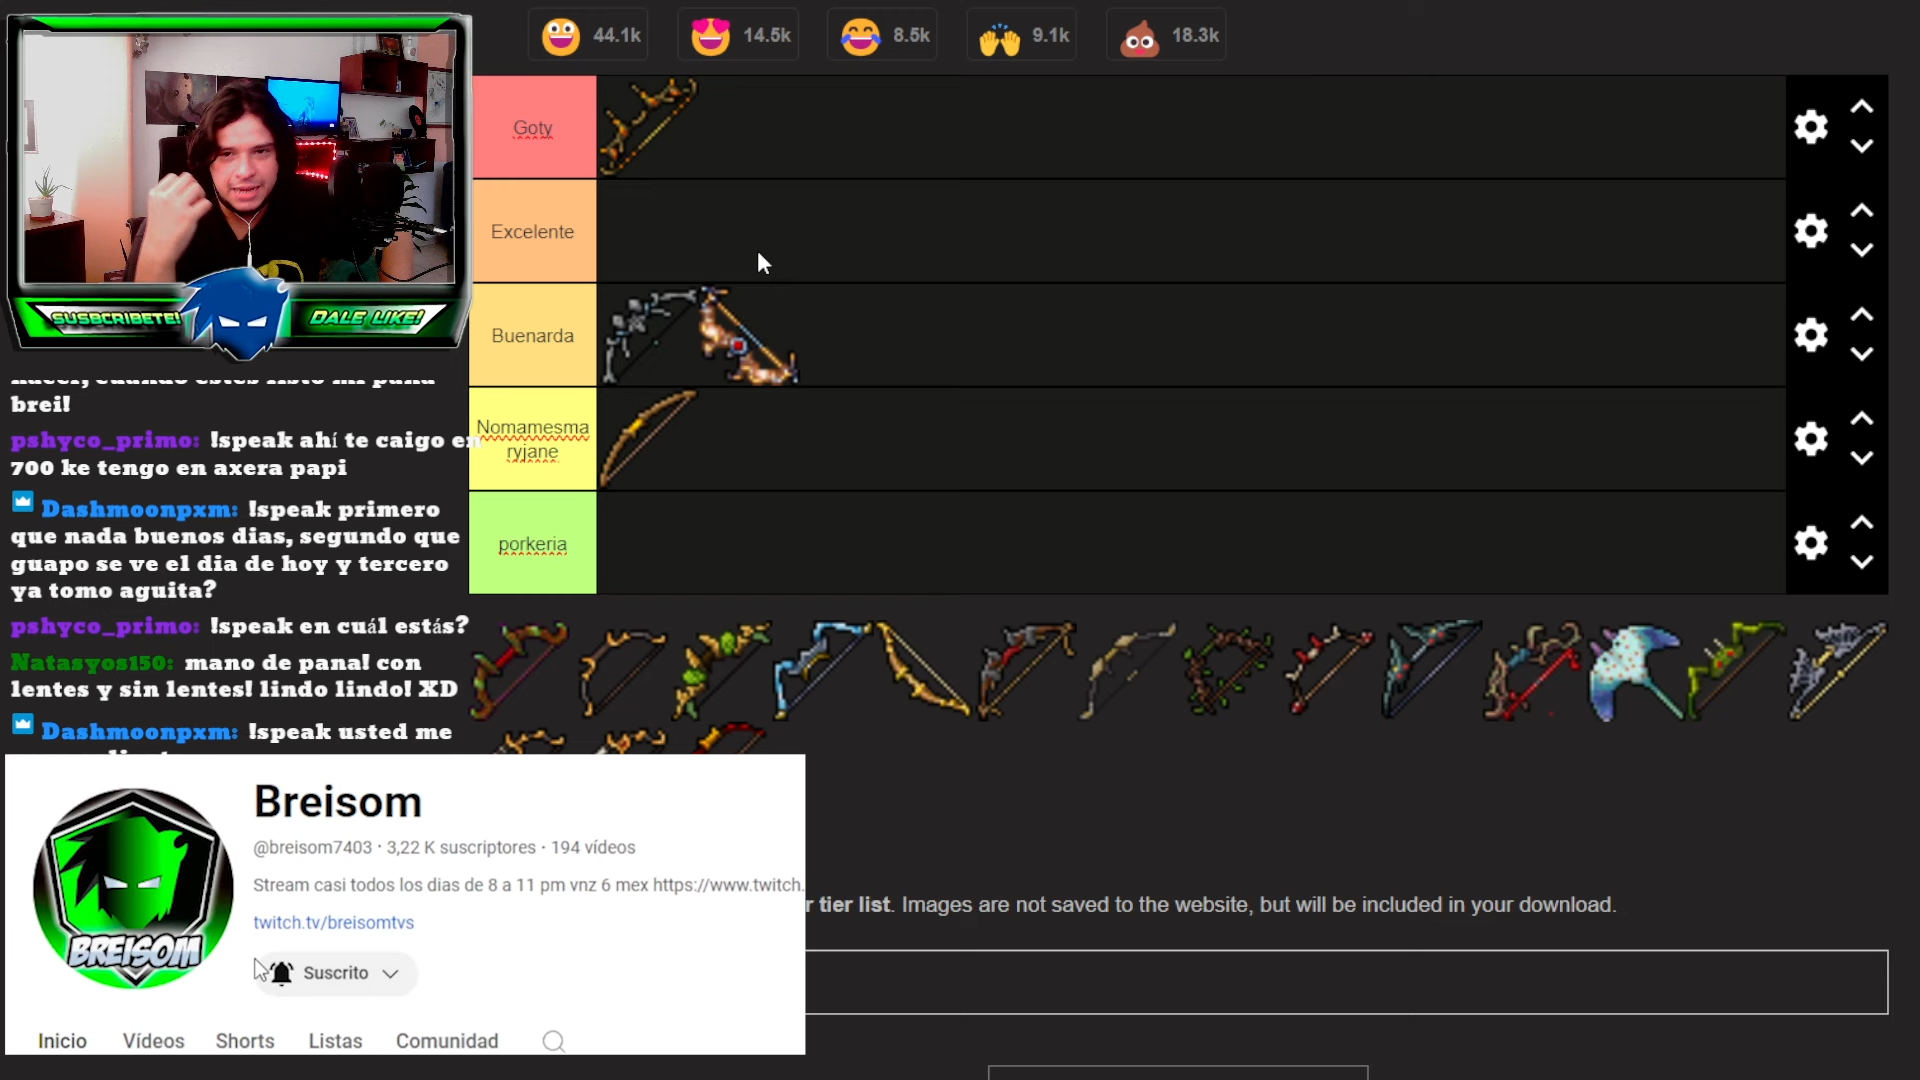 44.1k
14.5k
8.5k
9.1k
18.3k
Goty
Excelente
Buenarda
Nomamesma
ryjane
porkeria
SUSBCRIBETE!
DALE LIKE!
brei!
pshyco_primo: !speak ahí te caigo en
700 ke tengo en axera papi
Dashmoonpxm: !speak primero
que nada buenos dias, segundo que
guapo se ve el dia de hoy y tercero
ya tomo aguita?
pshyco_primo: !speak en cuál estás?
Natasyos150: mano de pana! con
lentes y sin lentes! lindo lindo! XD
Dashmoonpxm: !speak usted me
BREISOM
Breisom
@breisom7403 · 3,22 K suscriptores · 194 vídeos
Stream casi todos los dias de 8 a 11 pm vnz 6 mex https://www.twitch.
twitch.tv/breisomtvs
Suscrito
Inicio Vídeos Shorts Listas Comunidad
r tier list. Images are not saved to the website, but will be included in your download.